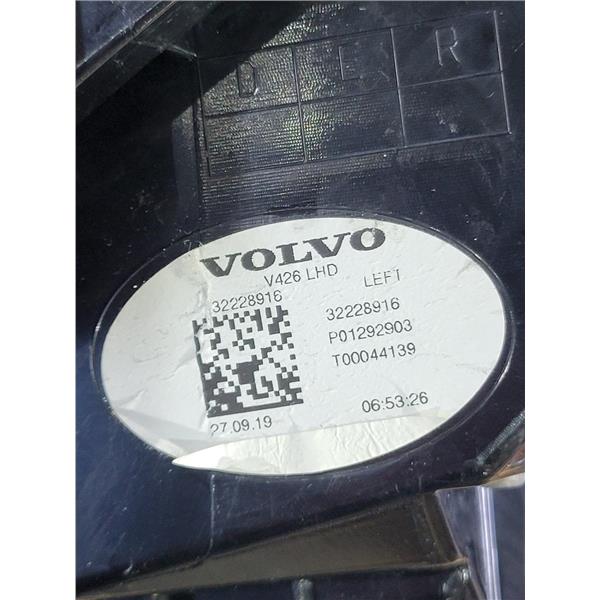 D E R
VOLVO
V426 LHD LEFT
32228916 32228916
P01292903
T00044139
27.09.19 06:53:26